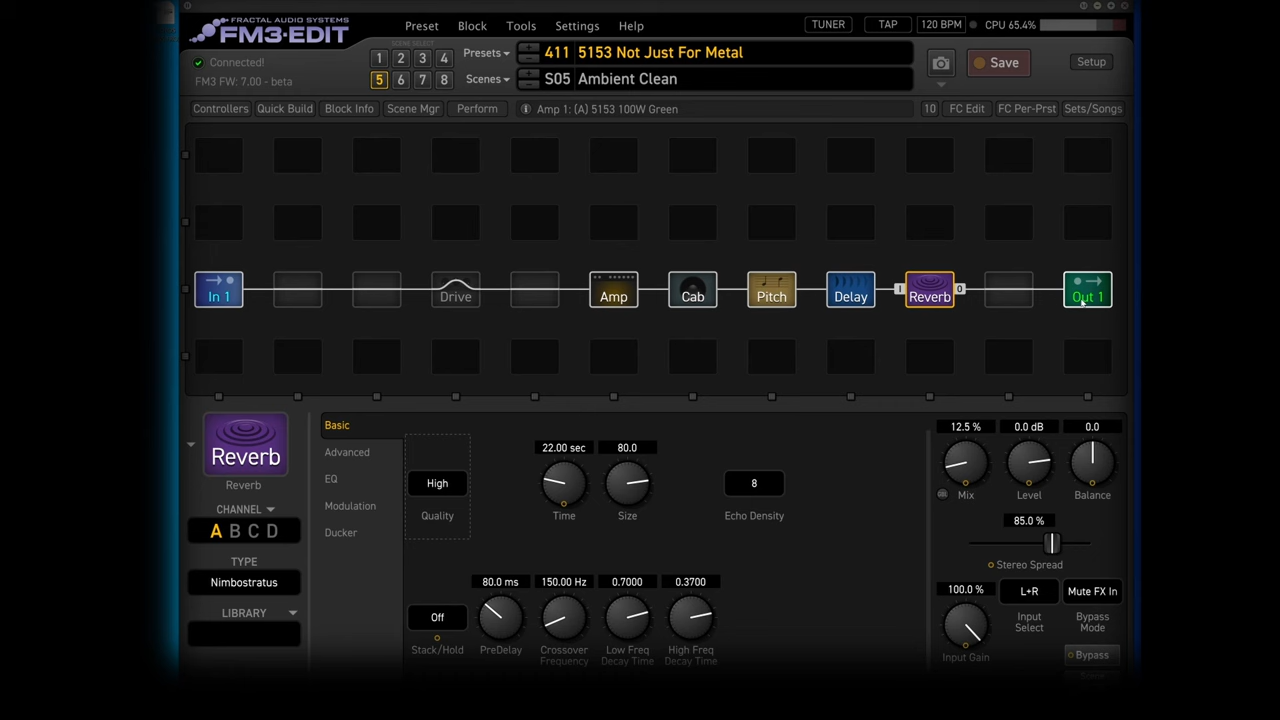 FRACTAL AUDIO SYSTEMS
FM3-EDIT
Preset Block Tools Settings Help
TUNER TAP 120 BPM CPU 65.4%
Connected!
FM3 FW: 7.00 - beta
SCENE SELECT
1 2 3 4
5 6 7 8
Presets 411 5153 Not Just For Metal
Scenes S05 Ambient Clean
Save Setup
Controllers Quick Build Block Info Scene Mgr Perform Amp 1: (A) 5153 100W Green 10 FC Edit FC Per-Prst Sets/Songs
In 1 Drive Amp Cab Pitch Delay I Reverb O Out 1
Reverb
Reverb
CHANNEL
A B C D
TYPE
Nimbostratus
LIBRARY
Basic
Advanced
EQ
Modulation
Ducker
High
Quality
22.00 sec
Time
80.0
Size
8
Echo Density
Off
Stack/Hold
80.0 ms
PreDelay
150.00 Hz
Crossover
Frequency
0.7000
Low Freq
Decay Time
0.3700
High Freq
Decay Time
12.5 %
Mix
0.0 dB
Level
0.0
Balance
85.0 %
Stereo Spread
100.0 %
Input Gain
L+R
Input
Select
Mute FX In
Bypass
Mode
Bypass